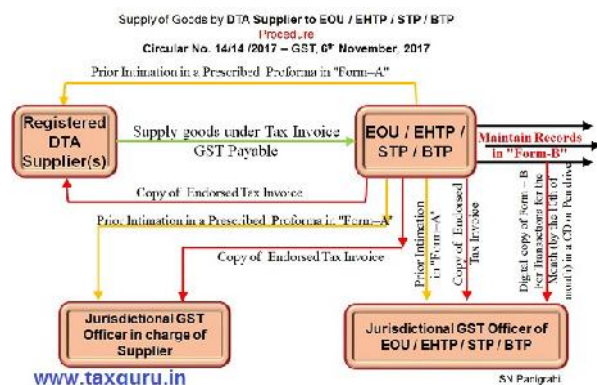 Supply of Goods by DTA Supplier to EOU / EHTP / STP / BTP
Procedure
Circular No. 14/14 /2017 – GST, 6th November, 2017
Prior Intimation in a Prescribed Proforma in "Form–A"
Registered
DTA
Supplier(s)
Supply goods under Tax Invoice
GST Payable
EOU / EHTP /
STP / BTP
Maintain Records
in "Form-B"
Copy of Endorsed Tax Invoice
Prior Intimation in a Prescribed Proforma in "Form–A"
Copy of Endorsed Tax Invoice
Prior Intimation
in "Form–A"
Copy of Endorsed
Tax Invoice
Digital copy of Form – B
For Transactions for the
Month (by the 10th of
month) in a CD or Pen drive
Jurisdictional GST
Officer in charge of
Supplier
Jurisdictional GST Officer of
EOU / EHTP / STP / BTP
www.taxguru.in
SN Panigrahi